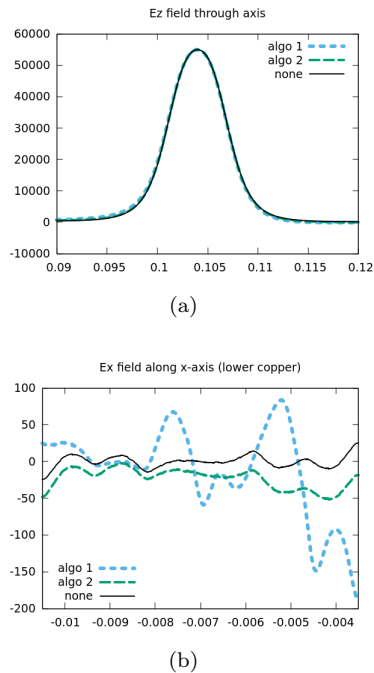 Ez field through axis
60000
50000
40000
30000
20000
10000
0
-10000
algo 1
algo 2
none
0.09 0.095 0.1 0.105 0.11 0.115 0.12
(a)
Ex field along x-axis (lower copper)
100
50
0
-50
-100
-150
-200
algo 1
algo 2
none
-0.01 -0.009 -0.008 -0.007 -0.006 -0.005 -0.004
(b)